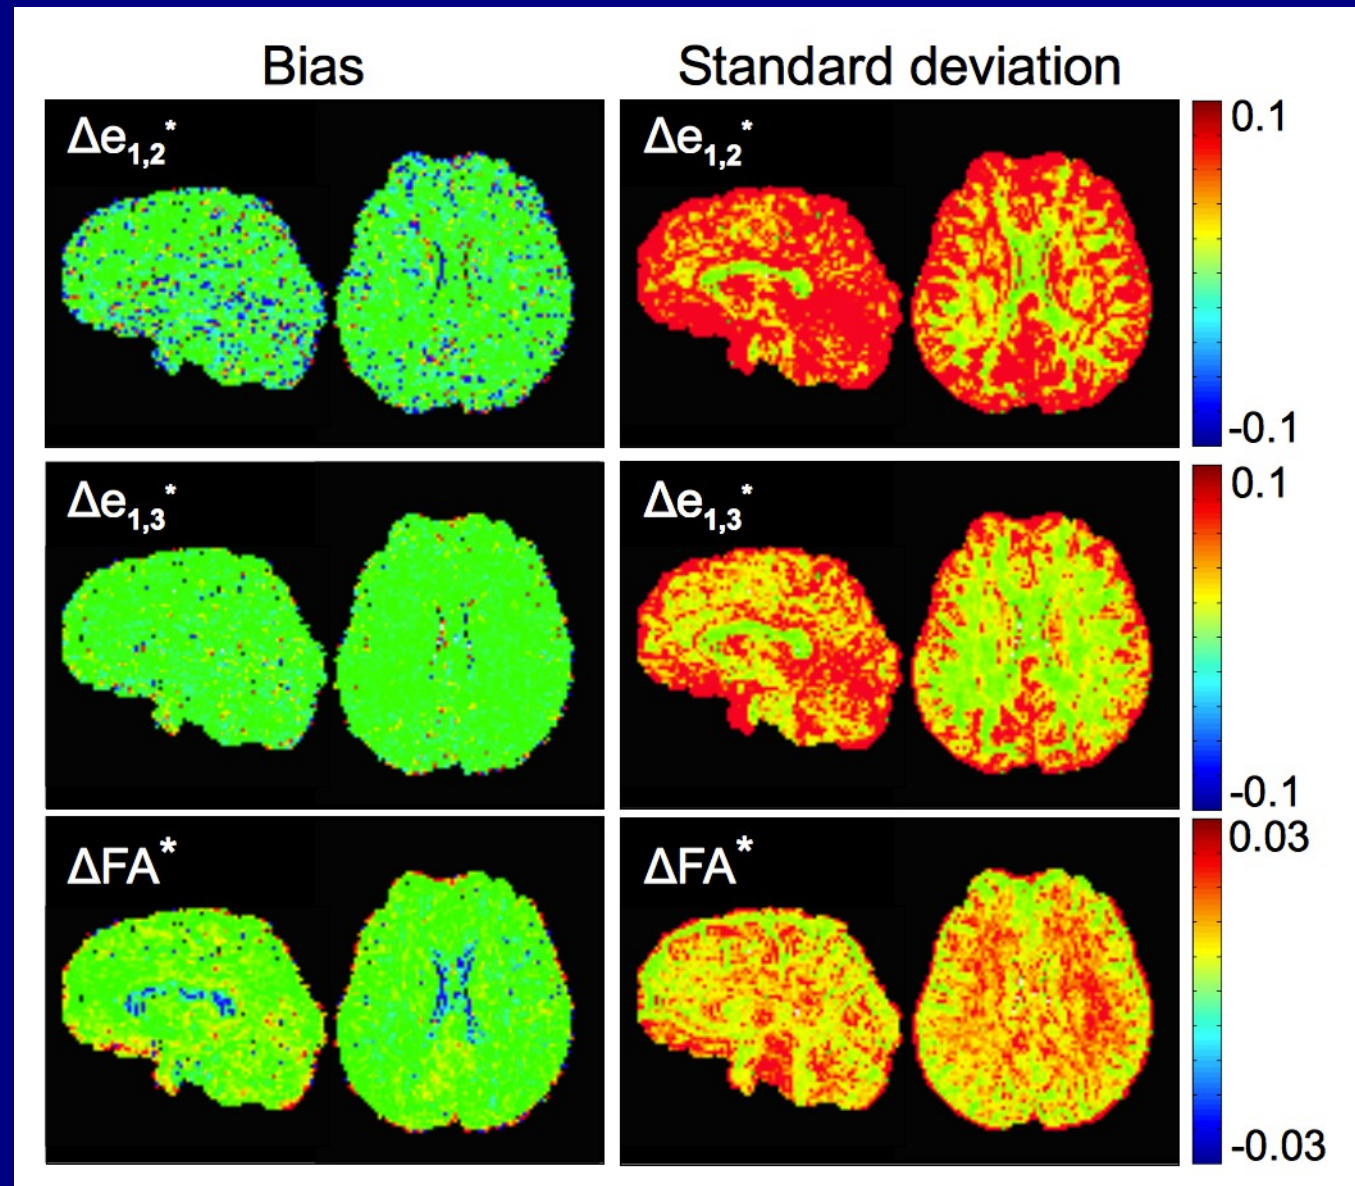 Bias Standard deviation
Δe1,2* Δe1,2* 0.1
-0.1
Δe1,3* Δe1,3* 0.1
-0.1
ΔFA* ΔFA* 0.03
-0.03